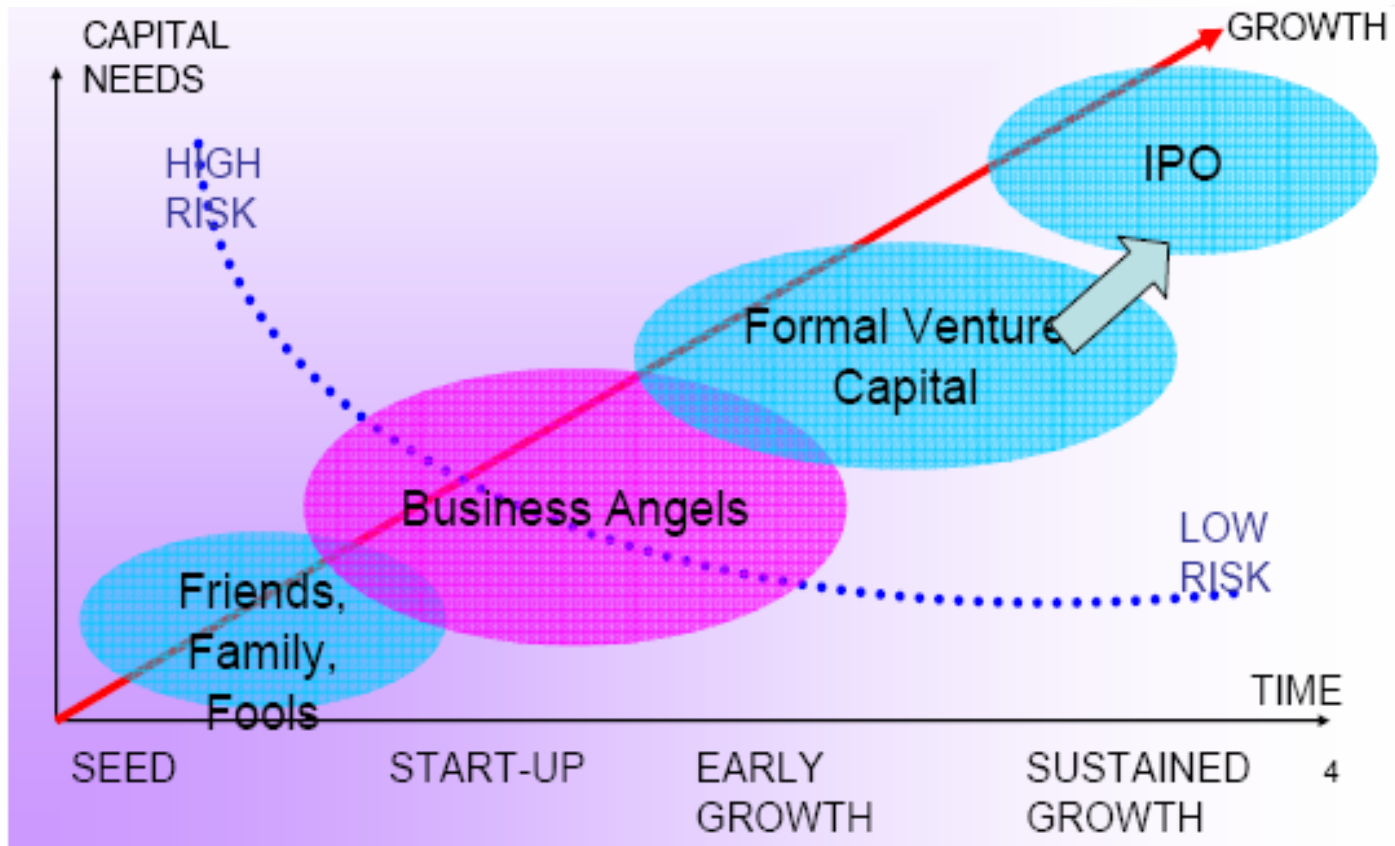 CAPITAL
NEEDS
GROWTH
HIGH
RISK
IPO
Formal Venture
Capital
Business Angels
LOW
RISK
Friends,
Family,
Fools
TIME
SEED
START-UP
EARLY
GROWTH
SUSTAINED
GROWTH
4